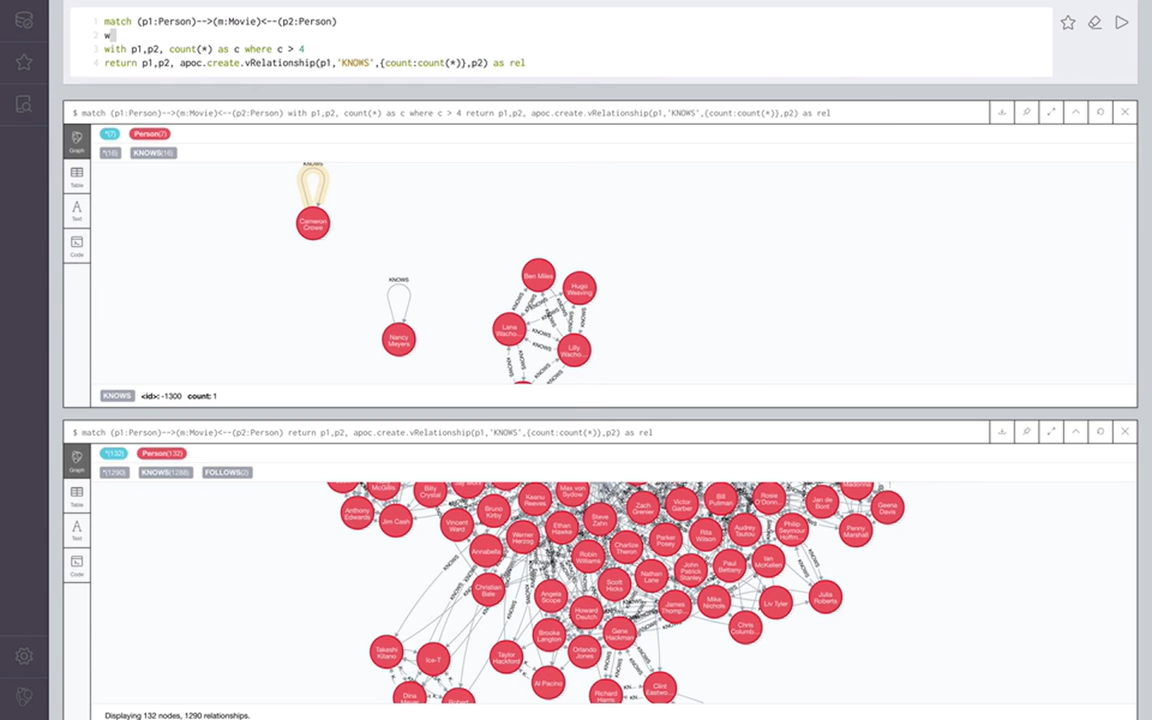 1 match (p1:Person)-->(m:Movie)<--(p2:Person)
2 w
3 with p1,p2, count(*) as c where c > 4
4 return p1,p2, apoc.create.vRelationship(p1,'KNOWS',{count:count(*)},p2) as rel
$ match (p1:Person)-->(m:Movie)<--(p2:Person) with p1,p2, count(*) as c where c > 4 return p1,p2, apoc.create.vRelationship(p1,'KNOWS',{count:count(*)},p2) as rel
Graph
*(7) Person(7)
*(16) KNOWS(16)
Table
Text
Code
KNOWS
Cameron Crowe
KNOWS
Nancy Meyers
Ben Miles
Hugo Weaving
Lana Wacho...
Lilly Wacho...
KNOWS
KNOWS
KNOWS
KNOWS
KNOWS
KNOWS
KNOWS <id>: -1300 count: 1
$ match (p1:Person)-->(m:Movie)<--(p2:Person) return p1,p2, apoc.create.vRelationship(p1,'KNOWS',{count:count(*)},p2) as rel
Graph
*(132) Person(132)
*(1290) KNOWS(1288) FOLLOWS(2)
Table
Text
Code
McGillis
Billy Crystal
Keanu Reeves
Max von Sydow
Zach Grenier
Victor Garber
Bill Pullman
Rosie O'Donn...
Jan de Bont
Madonna
Geena Davis
Anthony Edwards
Jim Cash
Vincent Ward
Bruno Kirby
Ethan Hawke
Steve Zahn
Parker Posey
Rita Wilson
Audrey Tautou
Philip Seymour Hoffm...
Penny Marshall
Annabella
Werner Herzog
Robin Williams
Charlize Theron
John Patrick Stanley
Paul Bettany
Ian McKellen
Christian Bale
Angela Scope
Scott Hicks
Nathan Lane
James Thomp...
Mike Nichols
Liv Tyler
Julia Roberts
Howard Deutch
Chris Columb...
Brooke Langton
Gene Hackman
Orlando Jones
Takeshi Kitano
Ice-T
Taylor Hackford
Al Pacino
Richard Harris
Clint Eastwo...
Dina Meyer
Robert
Displaying 132 nodes, 1290 relationships.